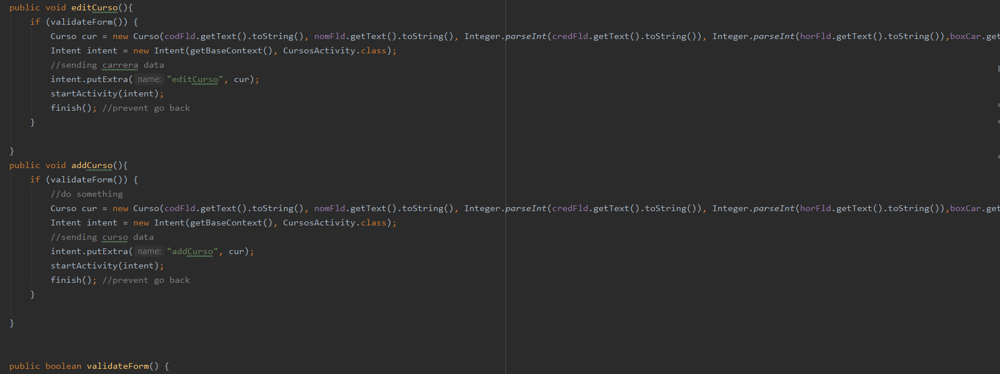 public void editCurso(){
if (validateForm()) {
Curso cur = new Curso(codFld.getText().toString(), nomFld.getText().toString(), Integer.parseInt(credFld.getText().toString()), Integer.parseInt(horFld.getText().toString()),boxCar.get
Intent intent = new Intent(getBaseContext(), CursosActivity.class);
//sending carrera data
intent.putExtra( name: "editCurso", cur);
startActivity(intent);
finish(); //prevent go back
}
}
public void addCurso(){
if (validateForm()) {
//do something
Curso cur = new Curso(codFld.getText().toString(), nomFld.getText().toString(), Integer.parseInt(credFld.getText().toString()), Integer.parseInt(horFld.getText().toString()),boxCar.get
Intent intent = new Intent(getBaseContext(), CursosActivity.class);
//sending curso data
intent.putExtra( name: "addCurso", cur);
startActivity(intent);
finish(); //prevent go back
}
}
public boolean validateForm() {